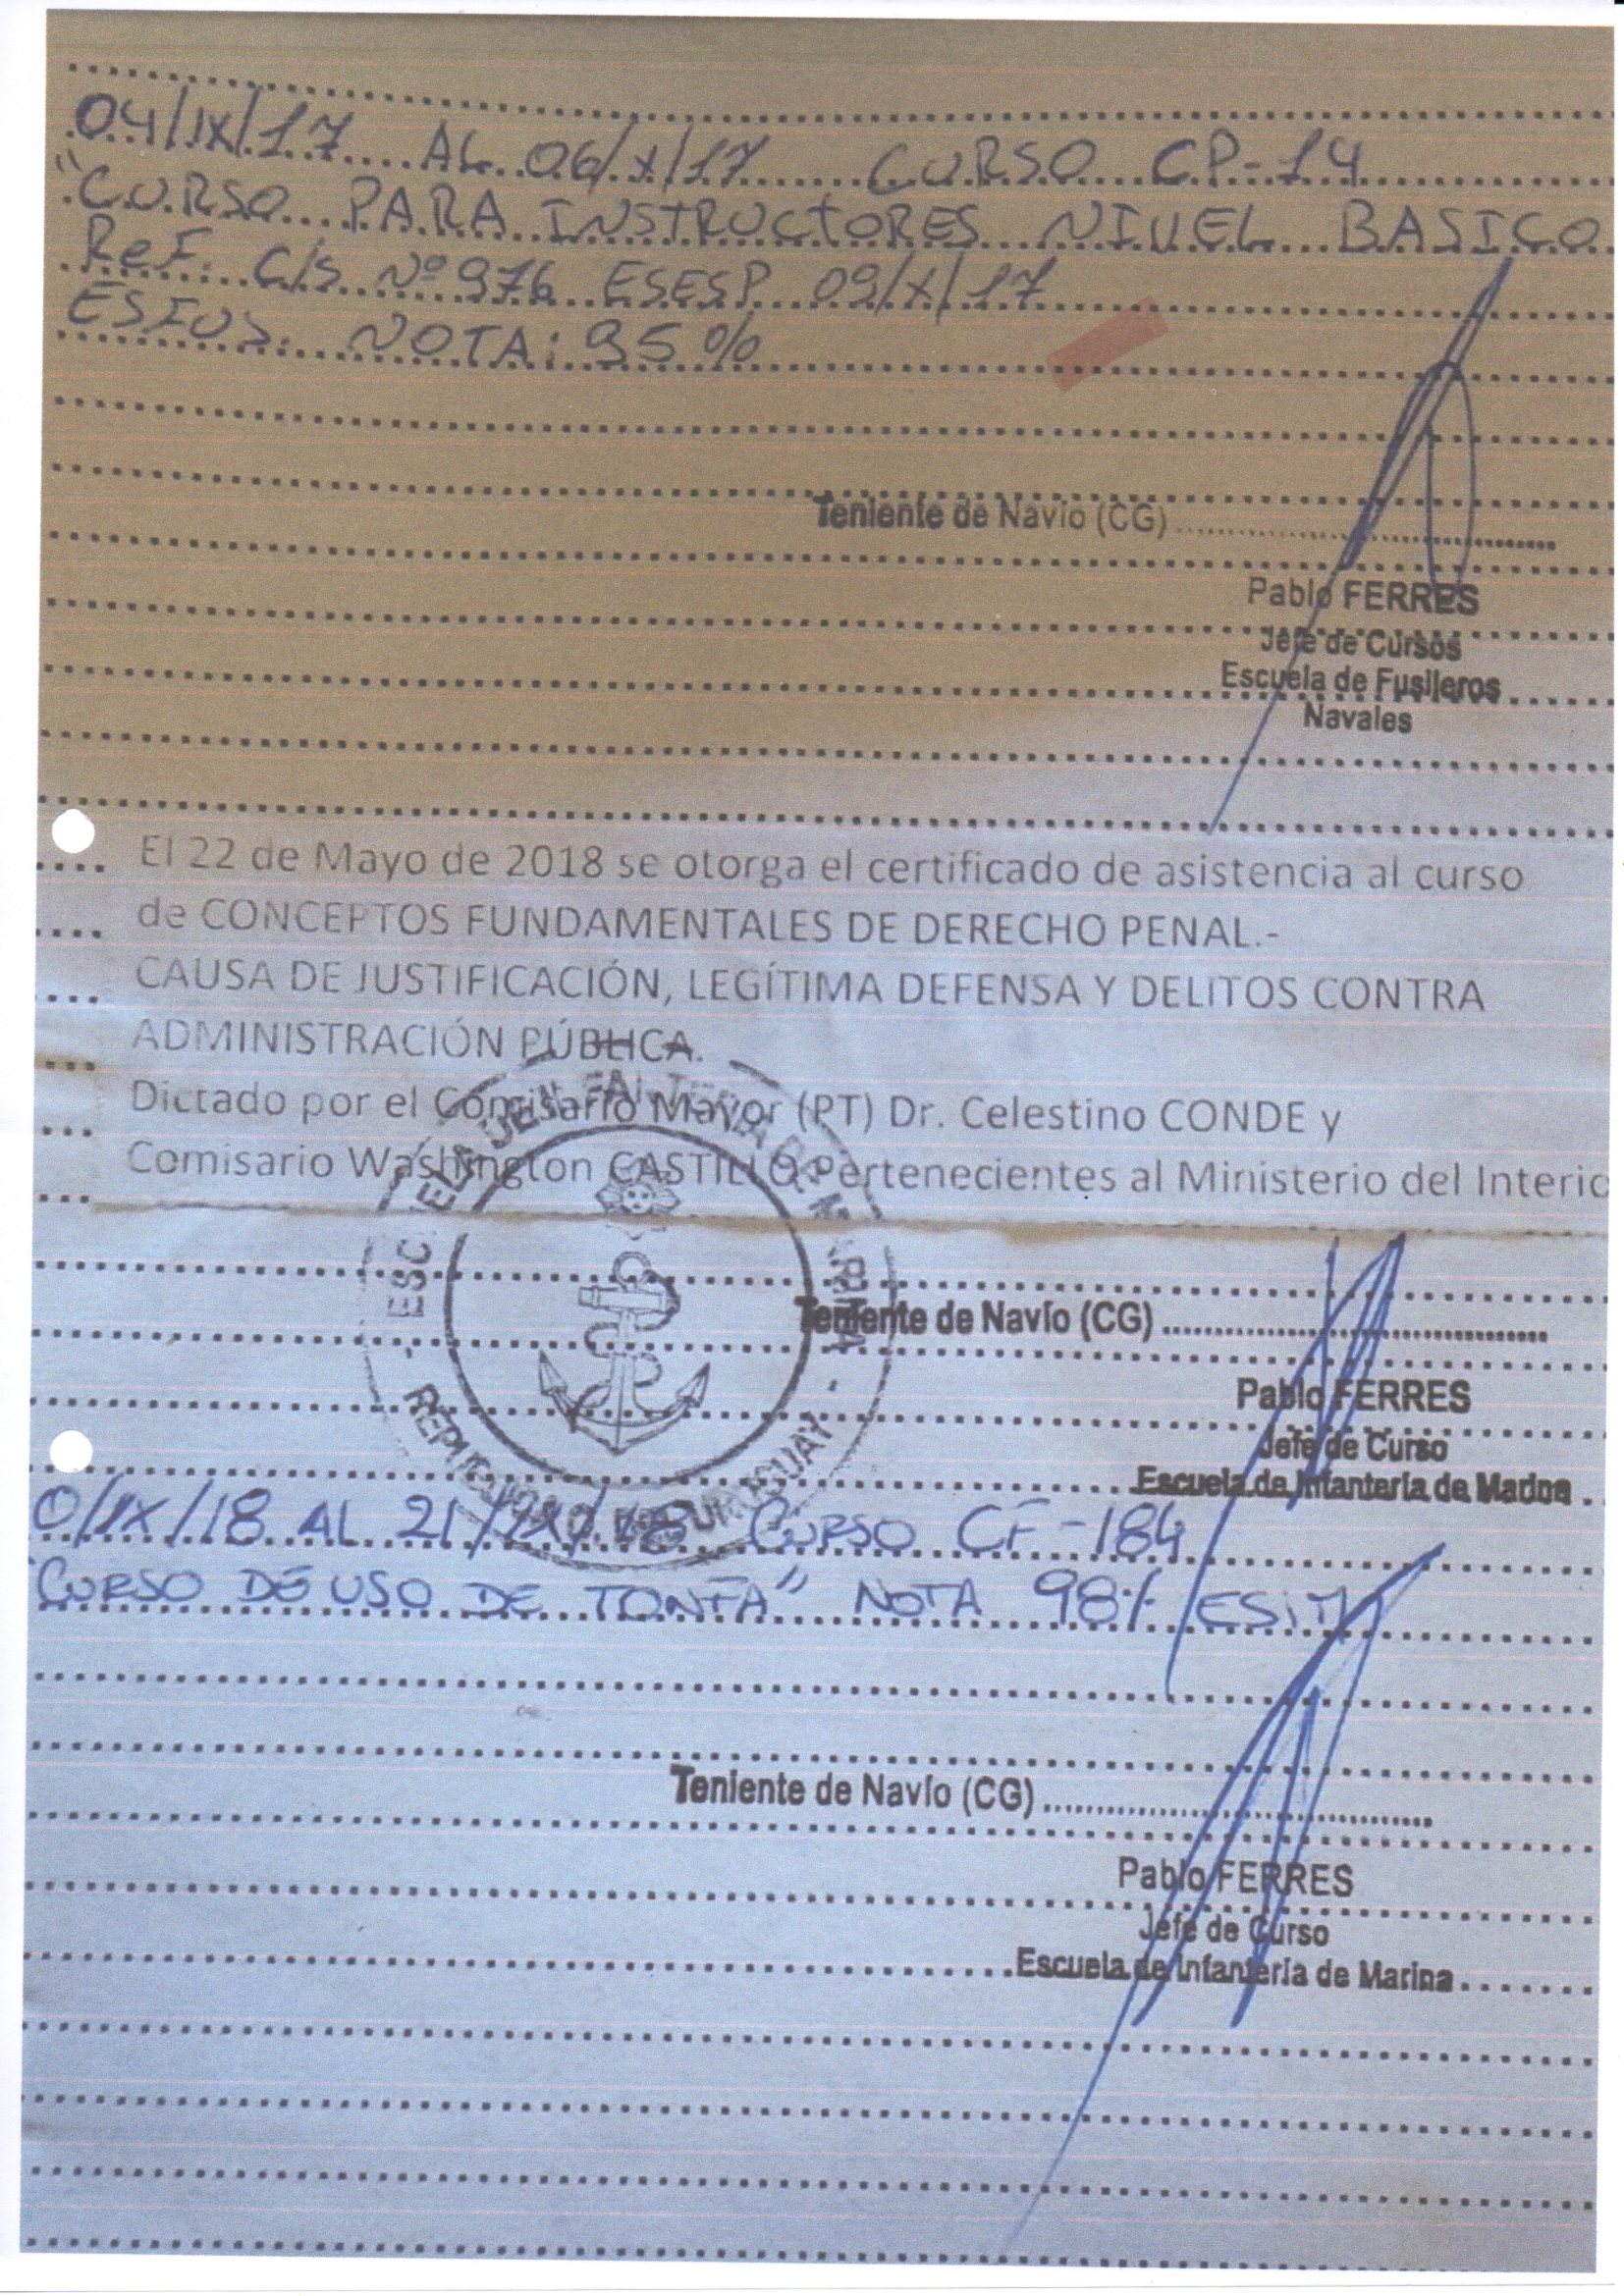 04/IX/17 AL 06/X/17 CURSO CP-14
"CURSO PARA INSTRUCTORES NIVEL BASICO
Ref. C/S Nº 976 ESESP 09/X/17
NOTA: 95 %
Teniente de Navío (CG)
Pablo FERRES
Jefe de Cursos
Escuela de Fusileros
Navales
El 22 de Mayo de 2018 se otorga el certificado de asistencia al curso
de CONCEPTOS FUNDAMENTALES DE DERECHO PENAL.-
CAUSA DE JUSTIFICACIÓN, LEGÍTIMA DEFENSA Y DELITOS CONTRA
ADMINISTRACIÓN PÚBLICA.
Dictado por el Comisario Mayor (PT) Dr. Celestino CONDE y
Comisario Washington CASTILLO Pertenecientes al Ministerio del Interio
ESCUELA DE INFANTERIA DE MARINA
REPUBLICA O. DEL URUGUAY
Teniente de Navío (CG)
Pablo FERRES
Jefe de Curso
Escuela de Infantería de Marina
0/IX/18 AL 21/IX/18 CURSO CF-184
"CURSO DE USO DE TONFA" NOTA 98% ESIM
Teniente de Navío (CG)
Pablo FERRES
Jefe de Curso
Escuela de Infantería de Marina